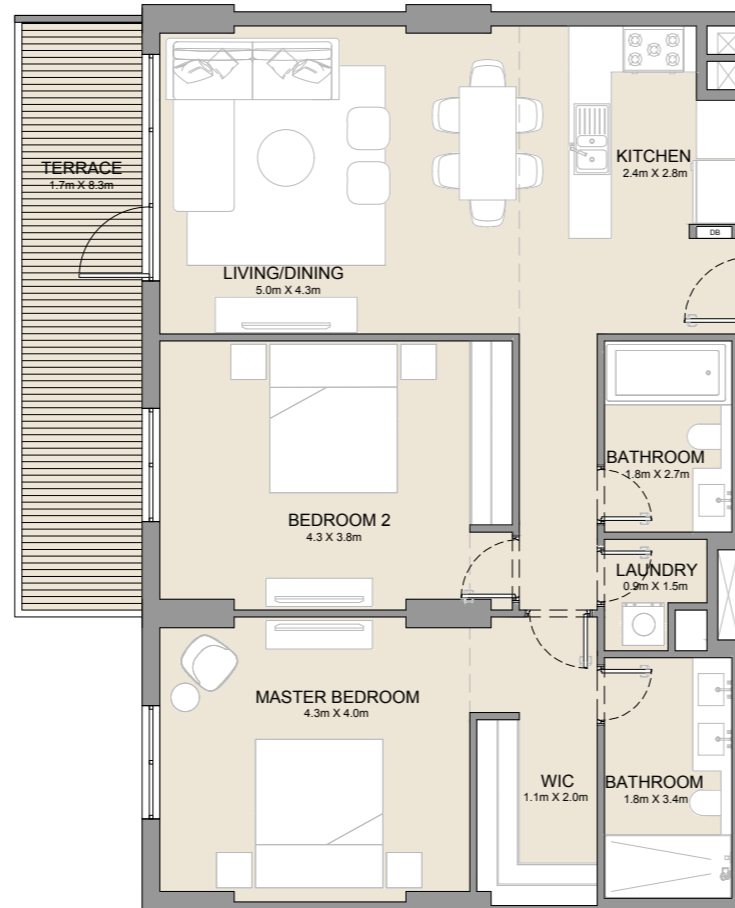 TERRACE
1.7m X 8.3m
KITCHEN
2.4m X 2.8m
DB
LIVING/DINING
5.0m X 4.3m
BATHROOM
1.8m X 2.7m
BEDROOM 2
4.3 X 3.8m
LAUNDRY
0.9m X 1.5m
MASTER BEDROOM
4.3m X 4.0m
WIC
1.1m X 2.0m
BATHROOM
1.8m X 3.4m